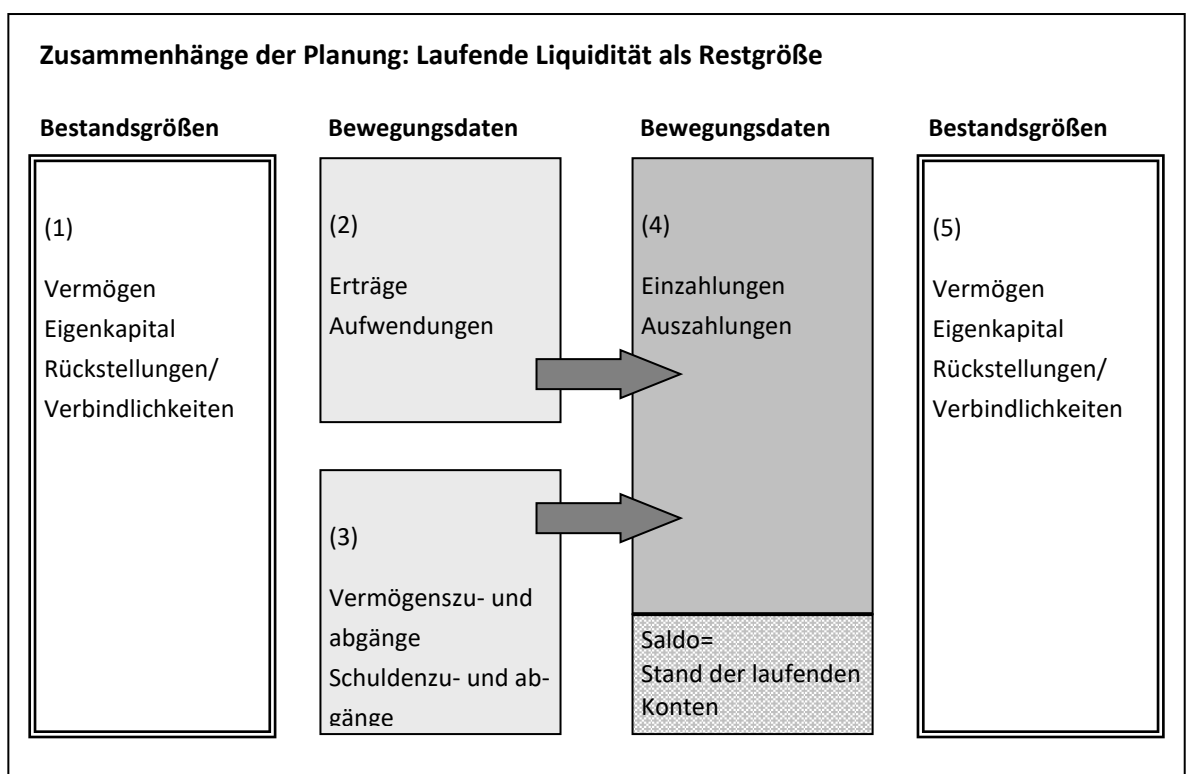 Zusammenhänge der Planung: Laufende Liquidität als Restgröße
Bestandsgrößen
Bewegungsdaten
Bewegungsdaten
Bestandsgrößen
(1)
Vermögen
Eigenkapital
Rückstellungen/
Verbindlichkeiten
(2)
Erträge
Aufwendungen
(3)
Vermögenszu- und
abgänge
Schuldenzu- und ab-
gänge
(4)
Einzahlungen
Auszahlungen
Saldo=
Stand der laufenden
Konten
(5)
Vermögen
Eigenkapital
Rückstellungen/
Verbindlichkeiten